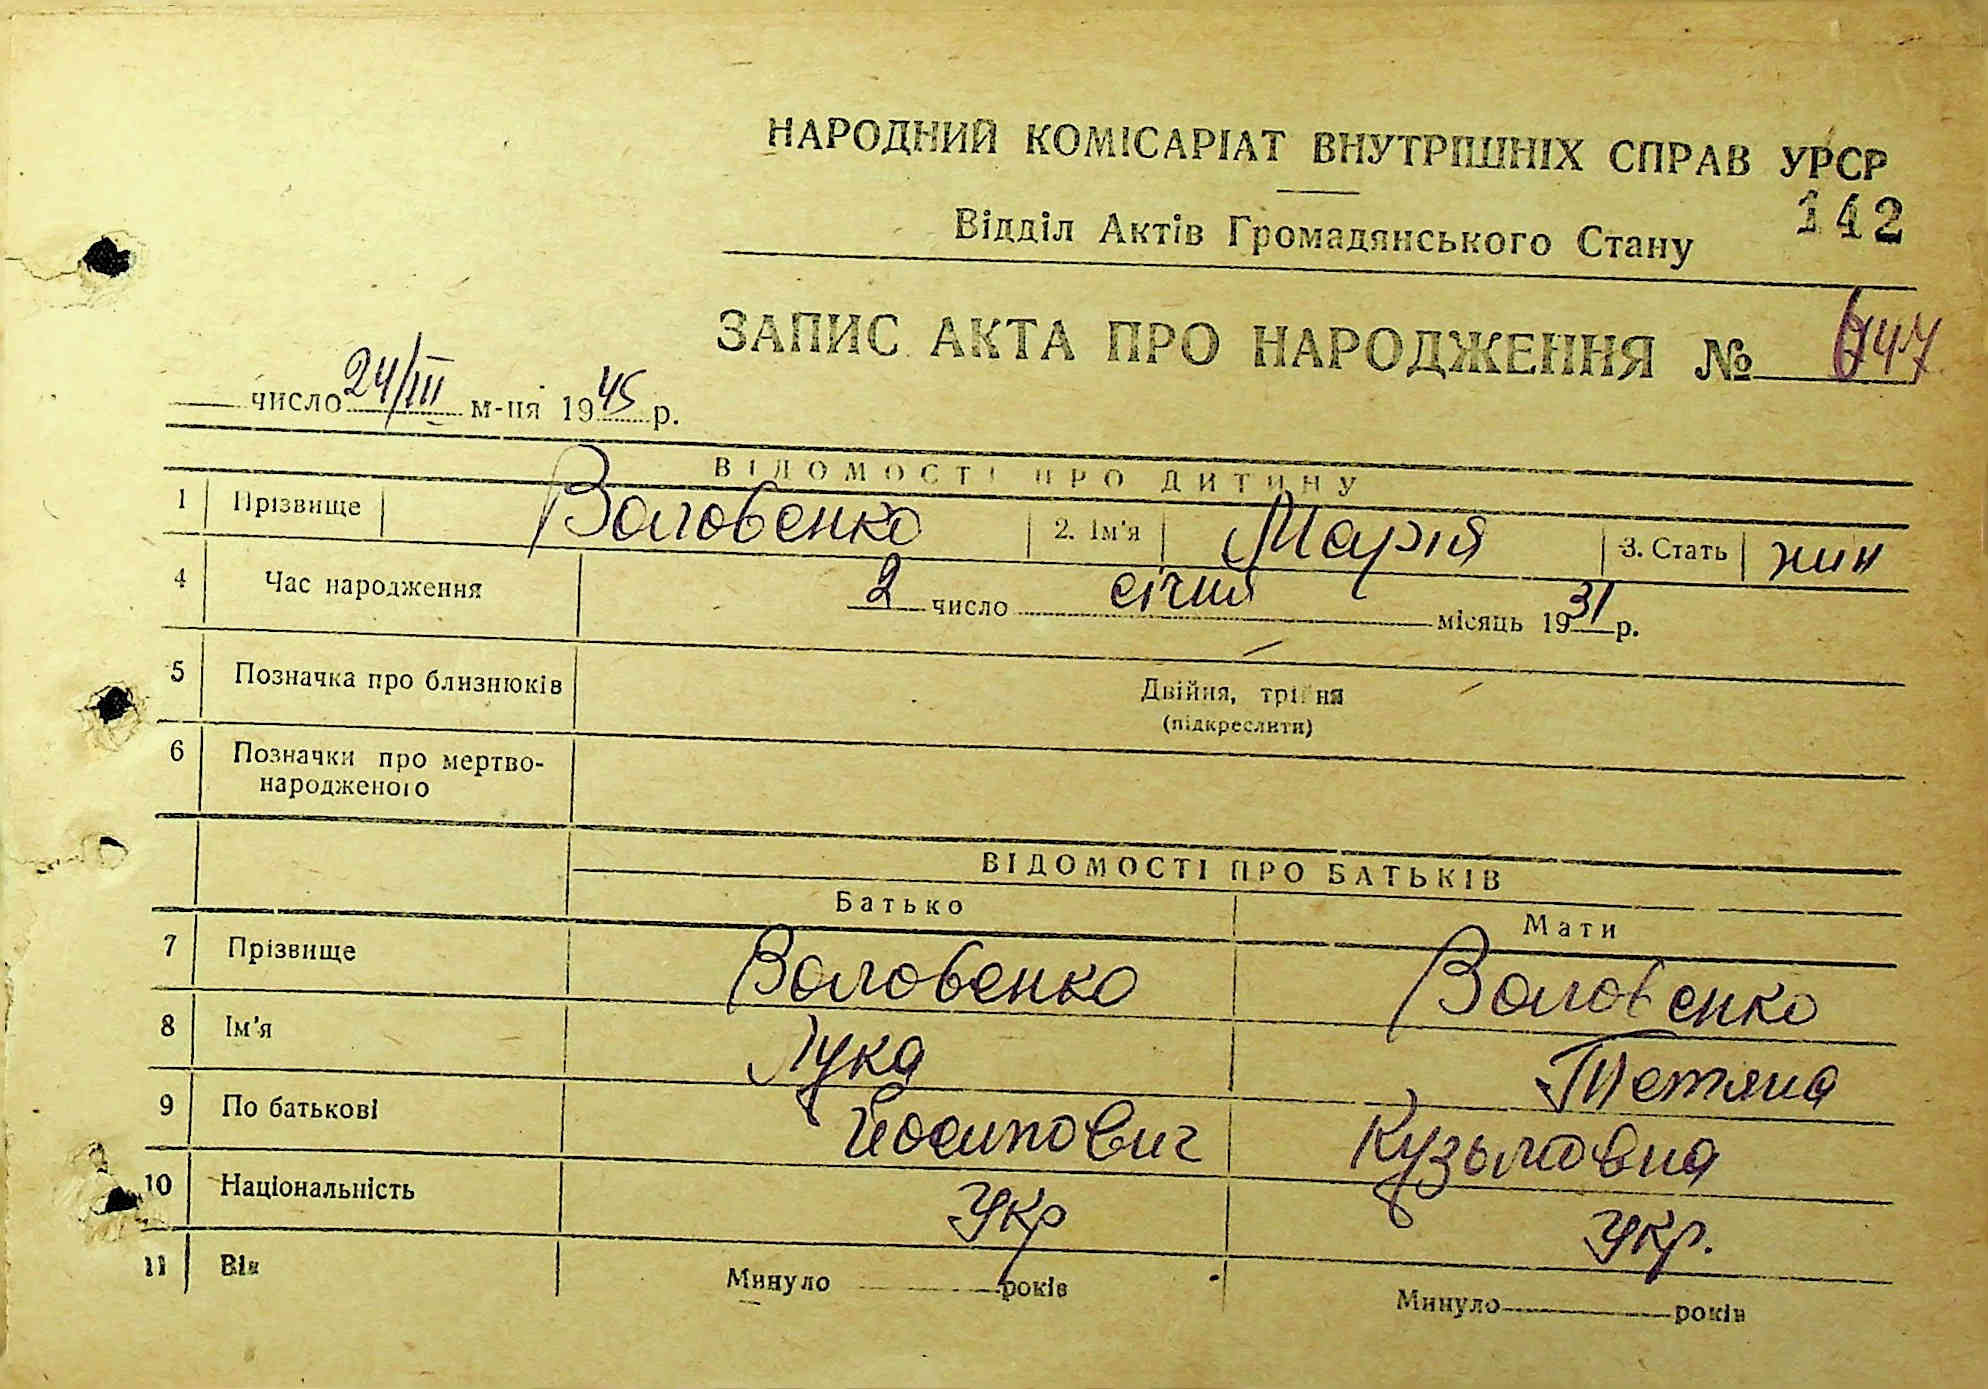 НАРОДНИЙ КОМІСАРІАТ ВНУТРІШНІХ СПРАВ УРСР
142
Відділ Актів Громадянського Стану
ЗАПИС АКТА ПРО НАРОДЖЕННЯ №
число 24/III м-ця 1945 р.
ВІДОМОСТІ ПРО ДИТИНУ
1 Прізвище Воловенко 2. Ім'я Марія 3. Стать жин
4 Час народження 2 число січня місяць 1931 р.
5 Позначка про близнюків Двійня, трійня
(підкреслити)
6 Позначки про мертво-
народженого
ВІДОМОСТІ ПРО БАТЬКІВ
Батько Мати
7 Прізвище Воловенко Воловенко
8 Ім'я Лука Тетяна
9 По батькові Йосипович Кузьмовна
10 Національність Укр Укр.
11 Вік Минуло років Минуло років